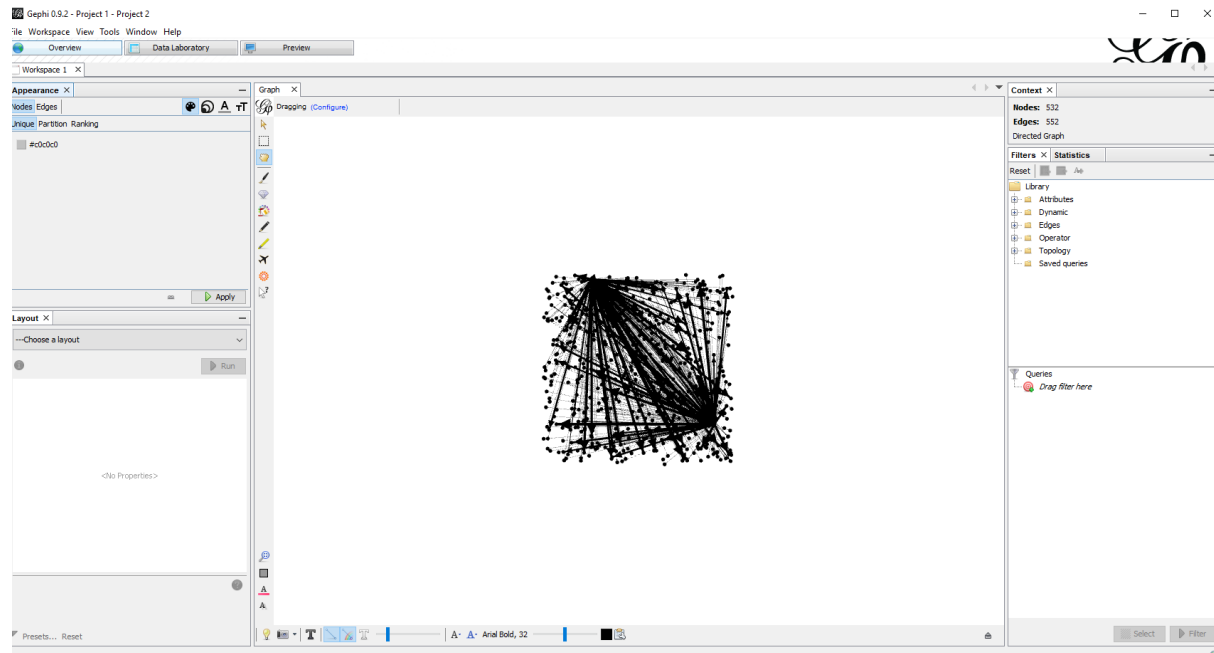 Gephi 0.9.2 - Project 1 - Project 2
File Workspace View Tools Window Help
Overview Data Laboratory Preview
Workspace 1
Appearance
Nodes Edges
Unique Partition Ranking
#c0c0c0
Apply
Layout
---Choose a layout
Run
<No Properties>
Presets... Reset
Graph
Dragging (Configure)
A- A- Arial Bold, 32
Context
Nodes: 532
Edges: 552
Directed Graph
Filters Statistics
Reset
Library
Attributes
Dynamic
Edges
Operator
Topology
Saved queries
Queries
Drag filter here
Select Filter